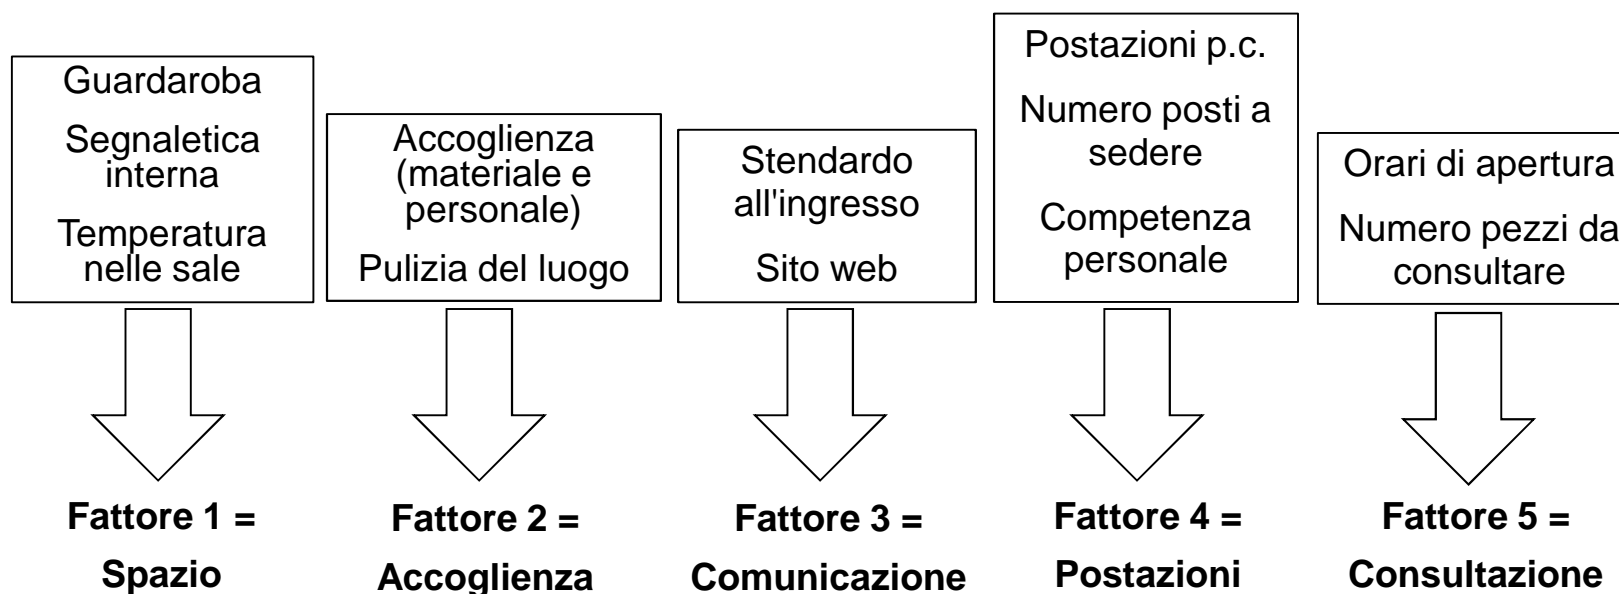 Guardaroba
Segnaletica
interna
Temperatura
nelle sale
Accoglienza
(materiale e
personale)
Pulizia del luogo
Stendardo
all'ingresso
Sito web
Postazioni p.c.
Numero posti a
sedere
Competenza
personale
Orari di apertura
Numero pezzi da
consultare
Fattore 1 =
Spazio
Fattore 2 =
Accoglienza
Fattore 3 =
Comunicazione
Fattore 4 =
Postazioni
Fattore 5 =
Consultazione